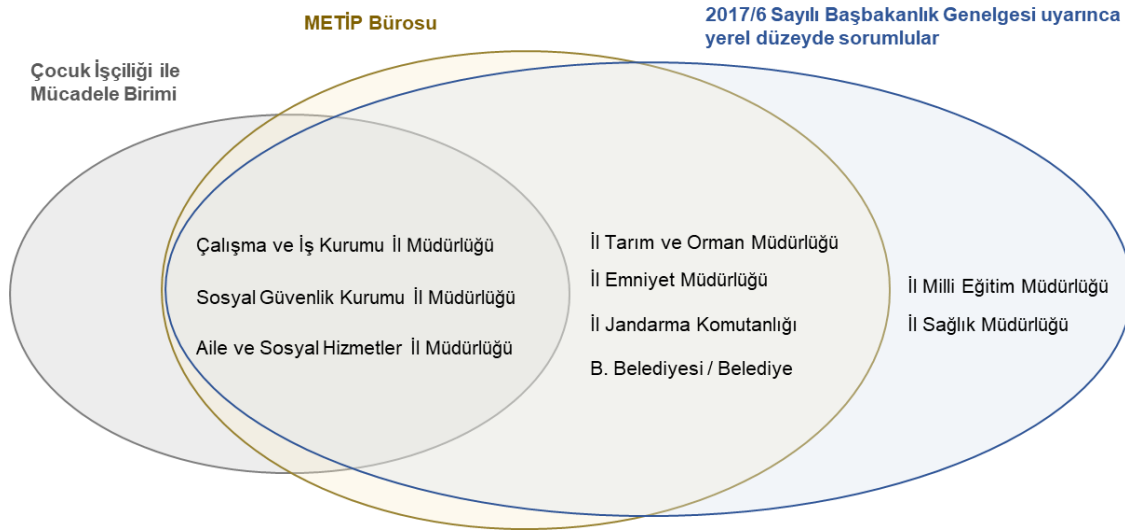 METİP Bürosu
2017/6 Sayılı Başbakanlık Genelgesi uyarınca
yerel düzeyde sorumlular
Çocuk İşçiliği ile
Mücadele Birimi
Çalışma ve İş Kurumu İl Müdürlüğü
Sosyal Güvenlik Kurumu İl Müdürlüğü
Aile ve Sosyal Hizmetler İl Müdürlüğü
İl Tarım ve Orman Müdürlüğü
İl Emniyet Müdürlüğü
İl Jandarma Komutanlığı
B. Belediyesi / Belediye
İl Milli Eğitim Müdürlüğü
İl Sağlık Müdürlüğü